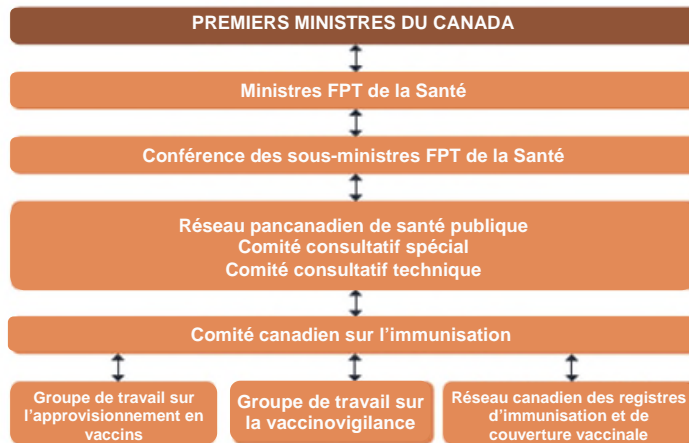 PREMIERS MINISTRES DU CANADA
Ministres FPT de la Santé
Conférence des sous-ministres FPT de la Santé
Réseau pancanadien de santé publique
Comité consultatif spécial
Comité consultatif technique
Comité canadien sur l’immunisation
Groupe de travail sur
l’approvisionnement en
vaccins
Groupe de travail sur
la vaccinovigilance
Réseau canadien des registres
d’immunisation et de
couverture vaccinale